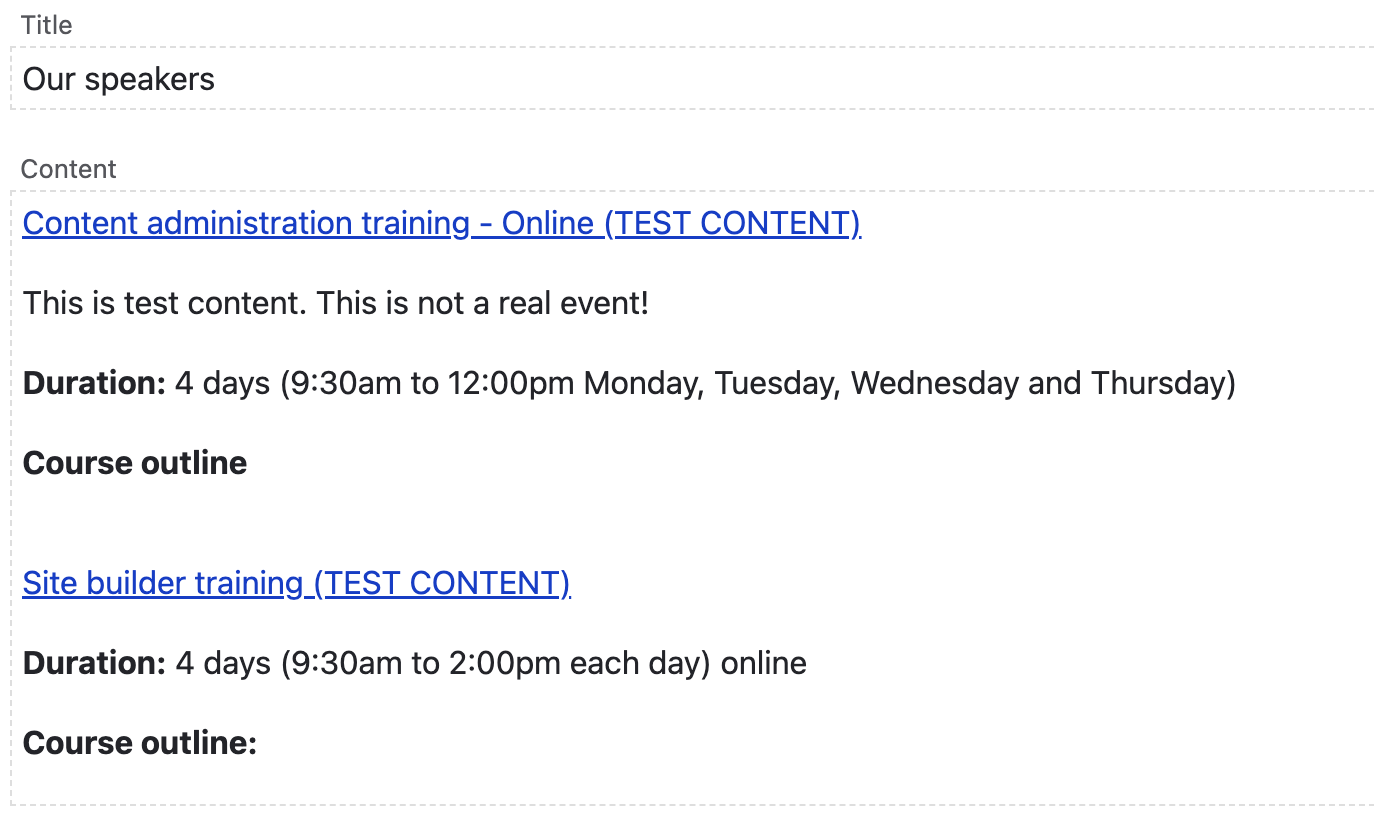 Title
Our speakers
Content
Content administration training - Online (TEST CONTENT)
This is test content. This is not a real event!
Duration: 4 days (9:30am to 12:00pm Monday, Tuesday, Wednesday and Thursday)
Course outline
Site builder training (TEST CONTENT)
Duration: 4 days (9:30am to 2:00pm each day) online
Course outline: